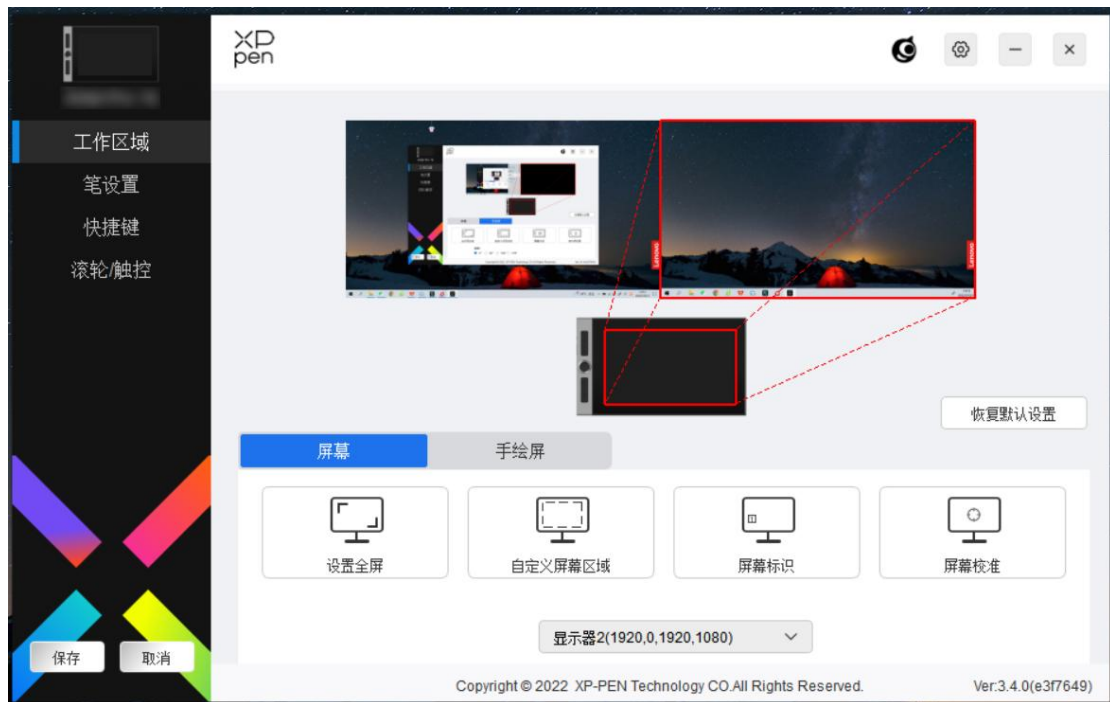 XP
pen
工作区域
笔设置
快捷键
滚轮/触控
Lenovo
Lenovo
恢复默认设置
屏幕
手绘屏
设置全屏
自定义屏幕区域
屏幕标识
屏幕校准
显示器2(1920,0,1920,1080)
保存
取消
Copyright © 2022 XP-PEN Technology CO.All Rights Reserved.
Ver:3.4.0(e3f7649)